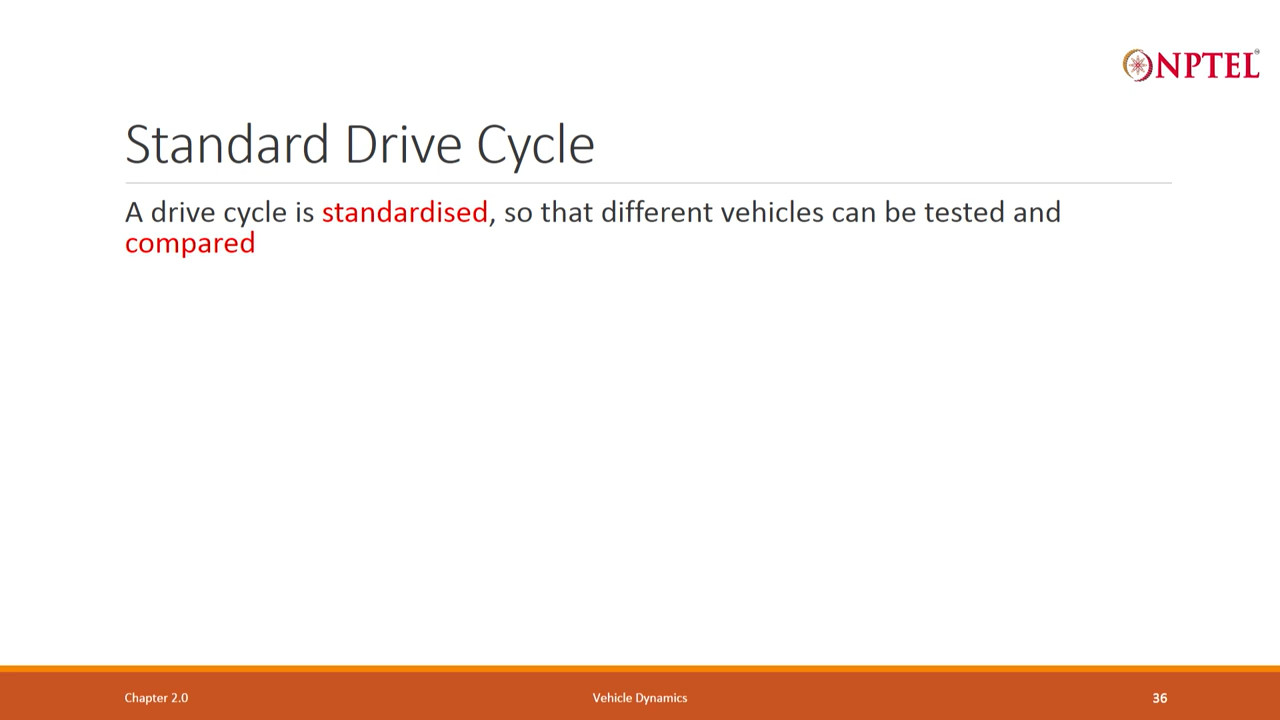 NPTEL
Standard Drive Cycle
A drive cycle is standardised, so that different vehicles can be tested and
compared
Chapter 2.0
Vehicle Dynamics
36